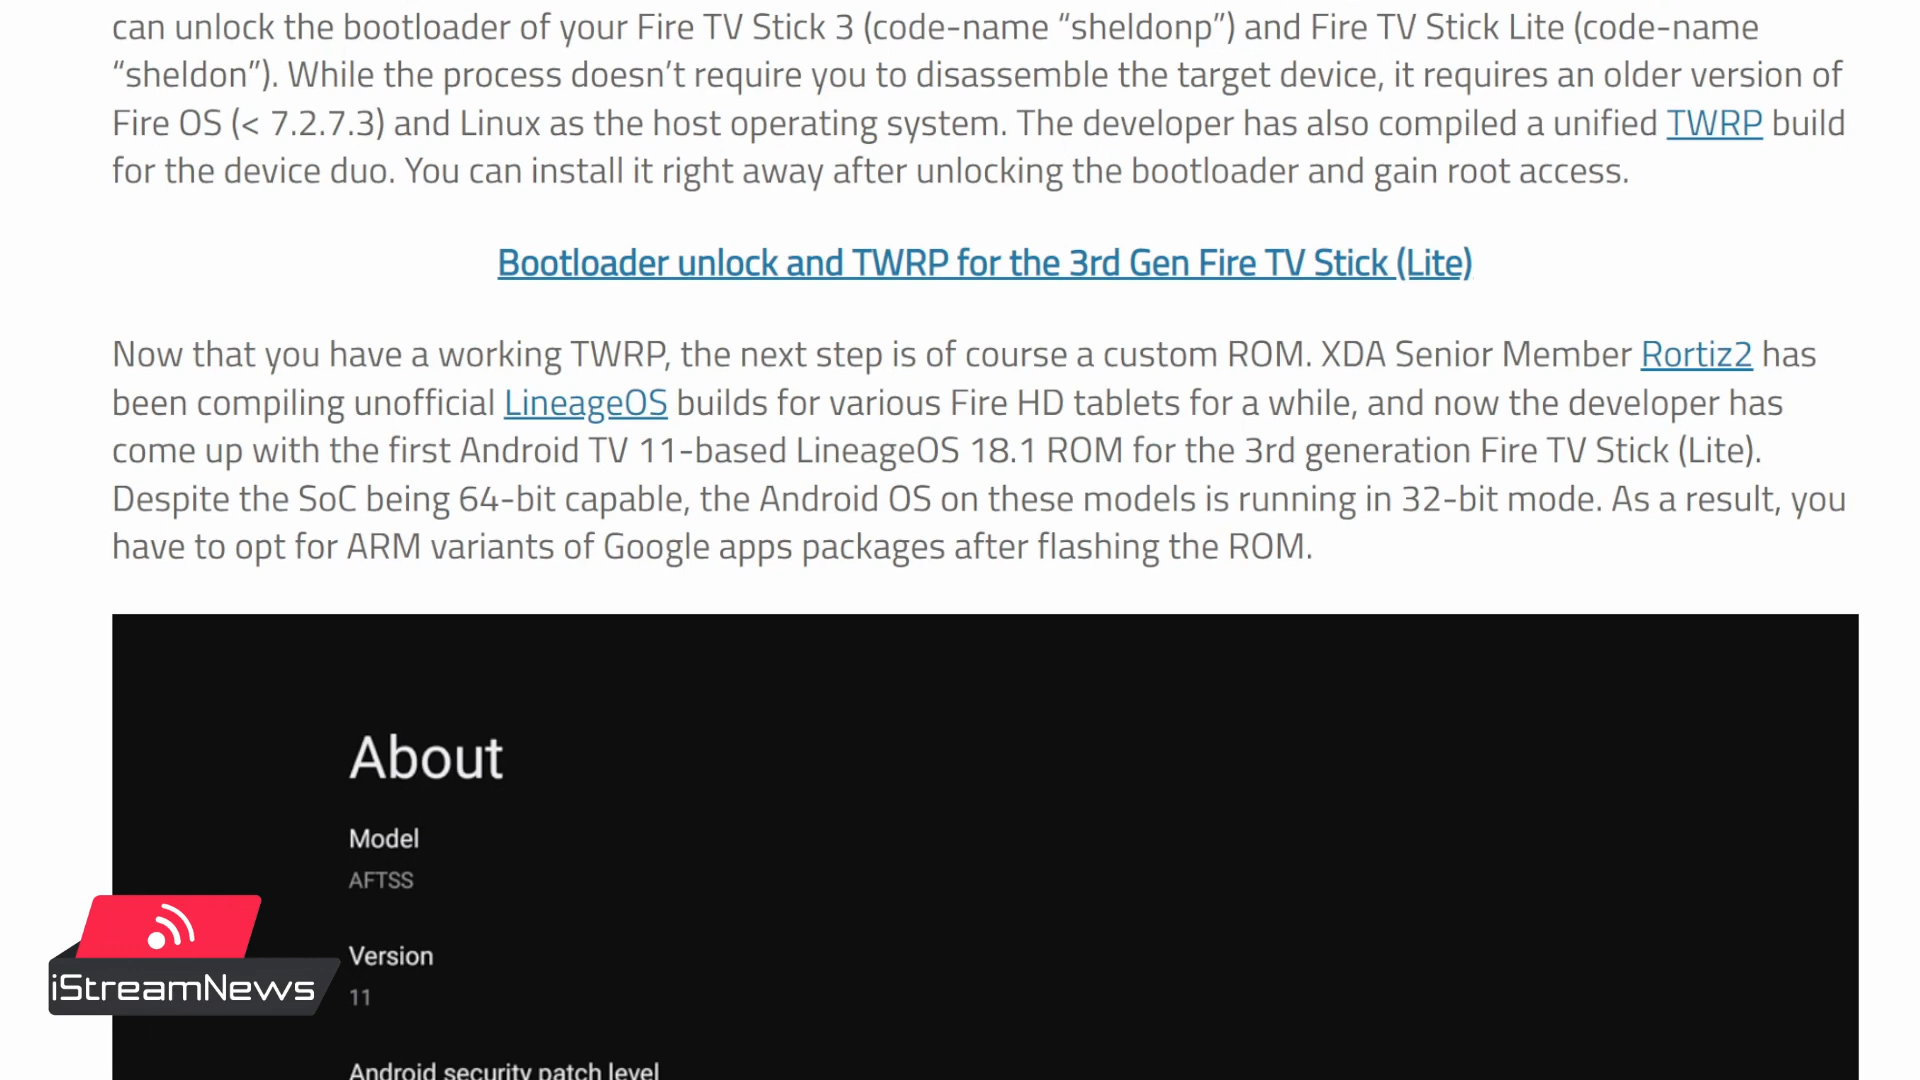 can unlock the bootloader of your Fire TV Stick 3 (code-name “sheldonp”) and Fire TV Stick Lite (code-name
“sheldon”). While the process doesn’t require you to disassemble the target device, it requires an older version of
Fire OS (< 7.2.7.3) and Linux as the host operating system. The developer has also compiled a unified TWRP build
for the device duo. You can install it right away after unlocking the bootloader and gain root access.
Bootloader unlock and TWRP for the 3rd Gen Fire TV Stick (Lite)
Now that you have a working TWRP, the next step is of course a custom ROM. XDA Senior Member Rortiz2 has
been compiling unofficial LineageOS builds for various Fire HD tablets for a while, and now the developer has
come up with the first Android TV 11-based LineageOS 18.1 ROM for the 3rd generation Fire TV Stick (Lite).
Despite the SoC being 64-bit capable, the Android OS on these models is running in 32-bit mode. As a result, you
have to opt for ARM variants of Google apps packages after flashing the ROM.
About
Model
AFTSS
Version
11
Android security patch level
iStreamNews